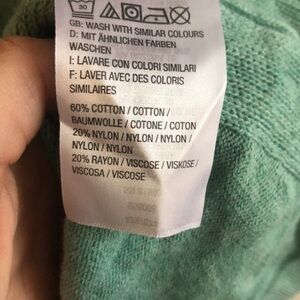 30
GB: WASH WITH SIMILAR COLOURS
D: MIT ÄHNLICHEN FARBEN
WASCHEN
I: LAVARE CON COLORI SIMILARI
F: LAVER AVEC DES COLORIS
SIMILAIRES
60% COTTON / COTTON /
BAUMWOLLE / COTONE / COTON
20% NYLON / NYLON / NYLON /
NYLON / NYLON
20% RAYON / VISCOSE / VISKOSE /
VISCOSA / VISCOSE